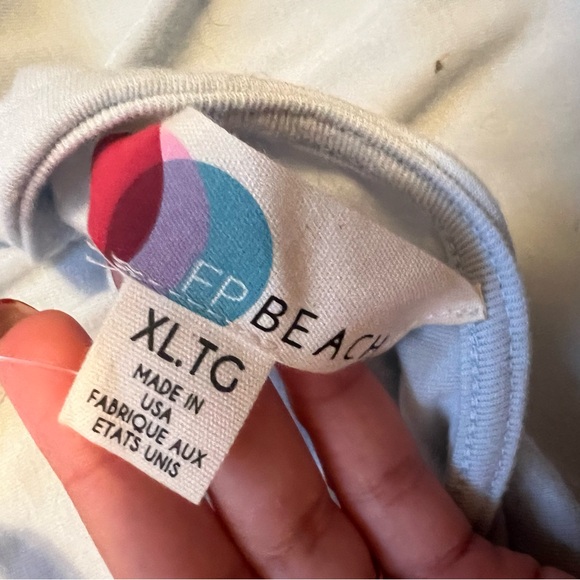 FP BEACH
XL.TG
MADE IN
USA
FABRIQUE AUX
ETATS UNIS